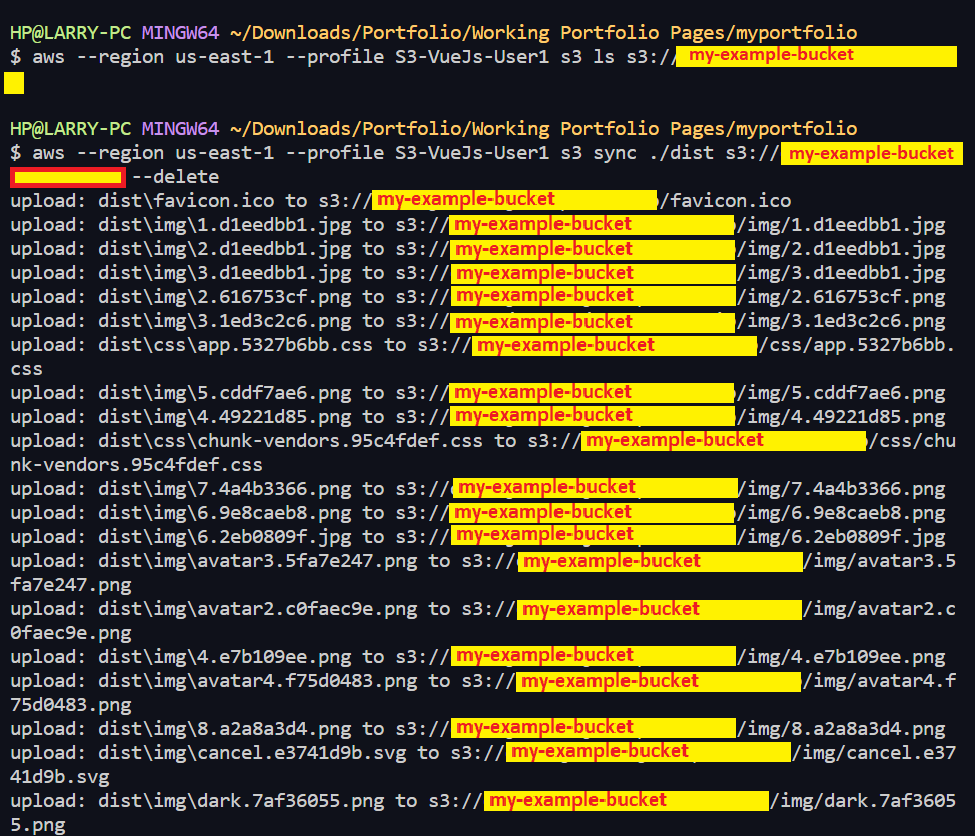 HP@LARRY-PC MINGW64 ~/Downloads/Portfolio/Working Portfolio Pages/myportfolio
$ aws --region us-east-1 --profile S3-VueJs-User1 s3 ls s3://my-example-bucket
HP@LARRY-PC MINGW64 ~/Downloads/Portfolio/Working Portfolio Pages/myportfolio
$ aws --region us-east-1 --profile S3-VueJs-User1 s3 sync ./dist s3://my-example-bucket
--delete
upload: dist\favicon.ico to s3://my-example-bucket/favicon.ico
upload: dist\img\1.d1eedbb1.jpg to s3://my-example-bucket/img/1.d1eedbb1.jpg
upload: dist\img\2.d1eedbb1.jpg to s3://my-example-bucket/img/2.d1eedbb1.jpg
upload: dist\img\3.d1eedbb1.jpg to s3://my-example-bucket/img/3.d1eedbb1.jpg
upload: dist\img\2.616753cf.png to s3://my-example-bucket/img/2.616753cf.png
upload: dist\img\3.1ed3c2c6.png to s3://my-example-bucket/img/3.1ed3c2c6.png
upload: dist\css\app.5327b6bb.css to s3://my-example-bucket/css/app.5327b6bb.
css
upload: dist\img\5.cddf7ae6.png to s3://my-example-bucket/img/5.cddf7ae6.png
upload: dist\img\4.49221d85.png to s3://my-example-bucket/img/4.49221d85.png
upload: dist\css\chunk-vendors.95c4fdef.css to s3://my-example-bucket/css/chu
nk-vendors.95c4fdef.css
upload: dist\img\7.4a4b3366.png to s3://my-example-bucket/img/7.4a4b3366.png
upload: dist\img\6.9e8caeb8.png to s3://my-example-bucket/img/6.9e8caeb8.png
upload: dist\img\6.2eb0809f.jpg to s3://my-example-bucket/img/6.2eb0809f.jpg
upload: dist\img\avatar3.5fa7e247.png to s3://my-example-bucket/img/avatar3.5
fa7e247.png
upload: dist\img\avatar2.c0faec9e.png to s3://my-example-bucket/img/avatar2.c
0faec9e.png
upload: dist\img\4.e7b109ee.png to s3://my-example-bucket/img/4.e7b109ee.png
upload: dist\img\avatar4.f75d0483.png to s3://my-example-bucket/img/avatar4.f
75d0483.png
upload: dist\img\8.a2a8a3d4.png to s3://my-example-bucket/img/8.a2a8a3d4.png
upload: dist\img\cancel.e3741d9b.svg to s3://my-example-bucket/img/cancel.e37
41d9b.svg
upload: dist\img\dark.7af36055.png to s3://my-example-bucket/img/dark.7af3605
5.png